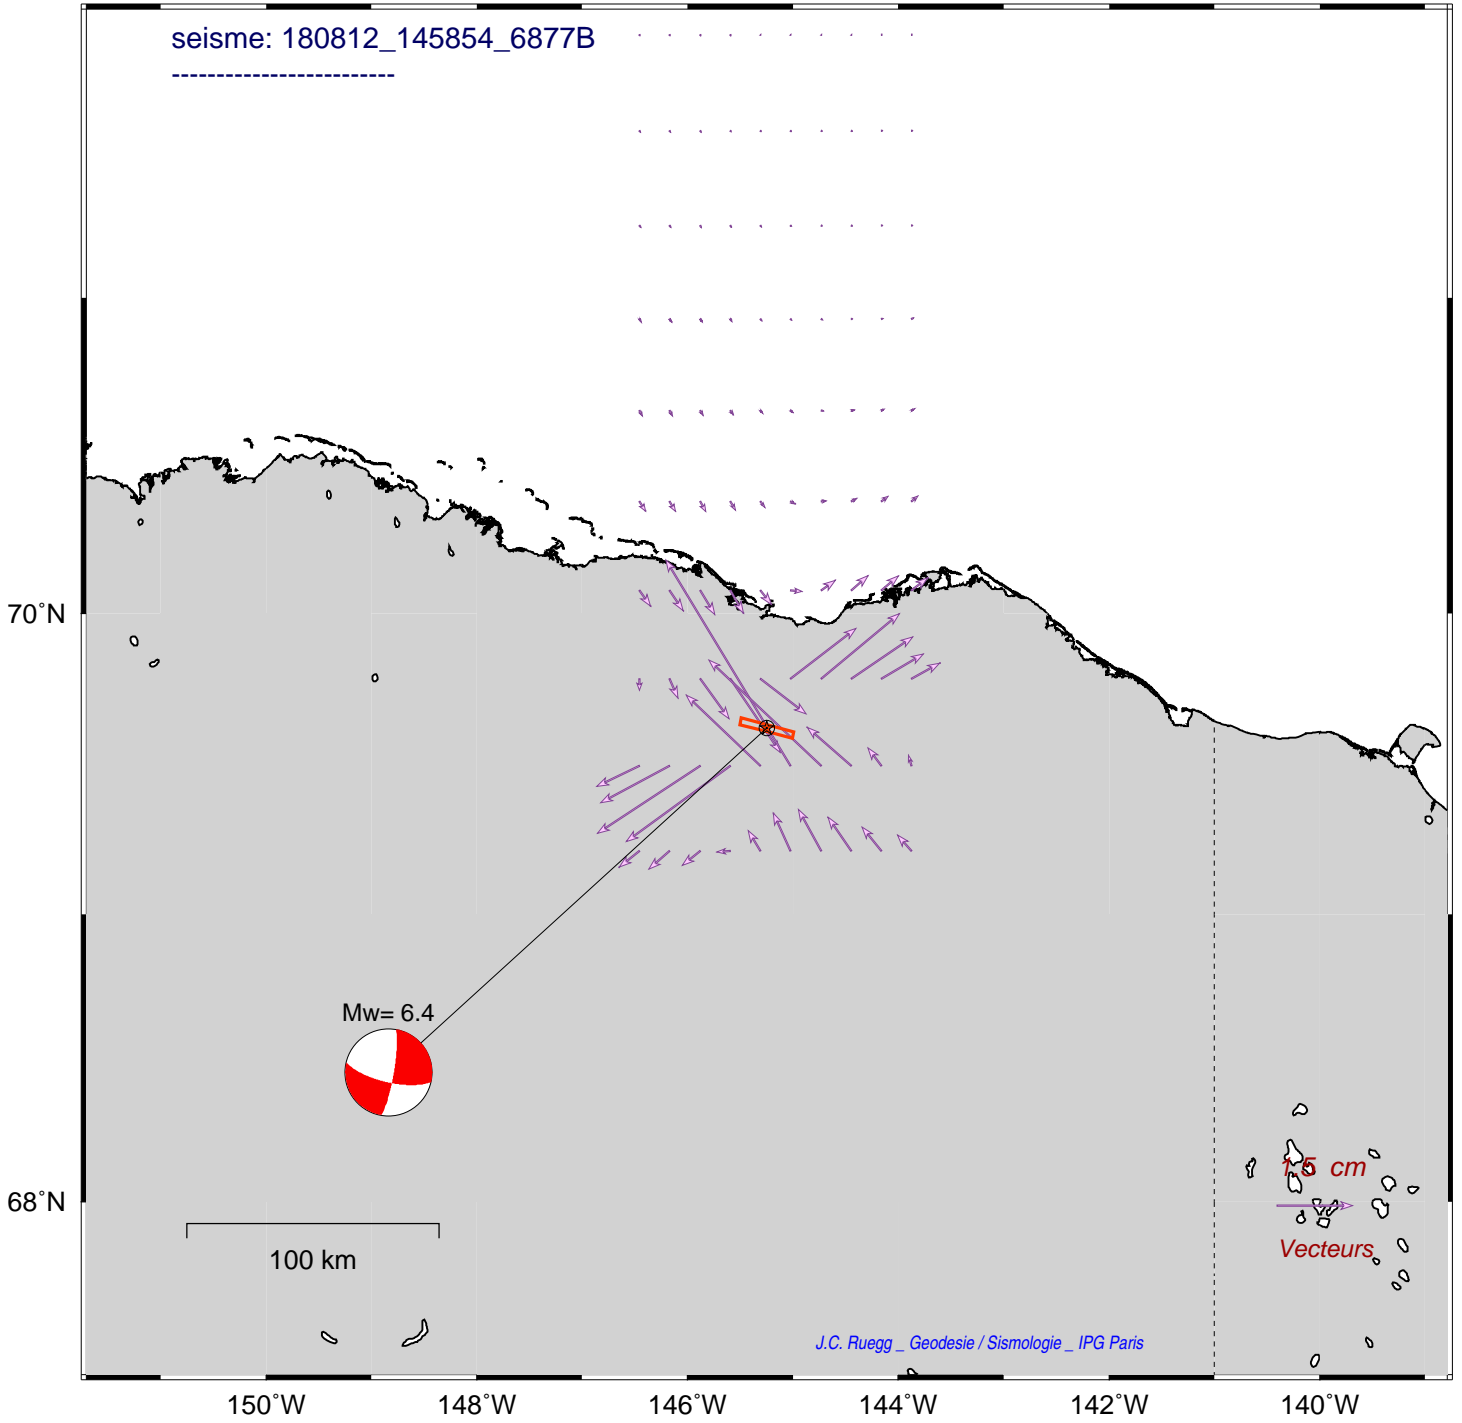 seisme: 180812_145854_6877B
-------------------------
70°N
Mw= 6.4
1.5 cm
68°N
100 km
Vecteurs
J.C. Ruegg _ Geodesie / Sismologie _ IPG Paris
150°W 148°W 146°W 144°W 142°W 140°W